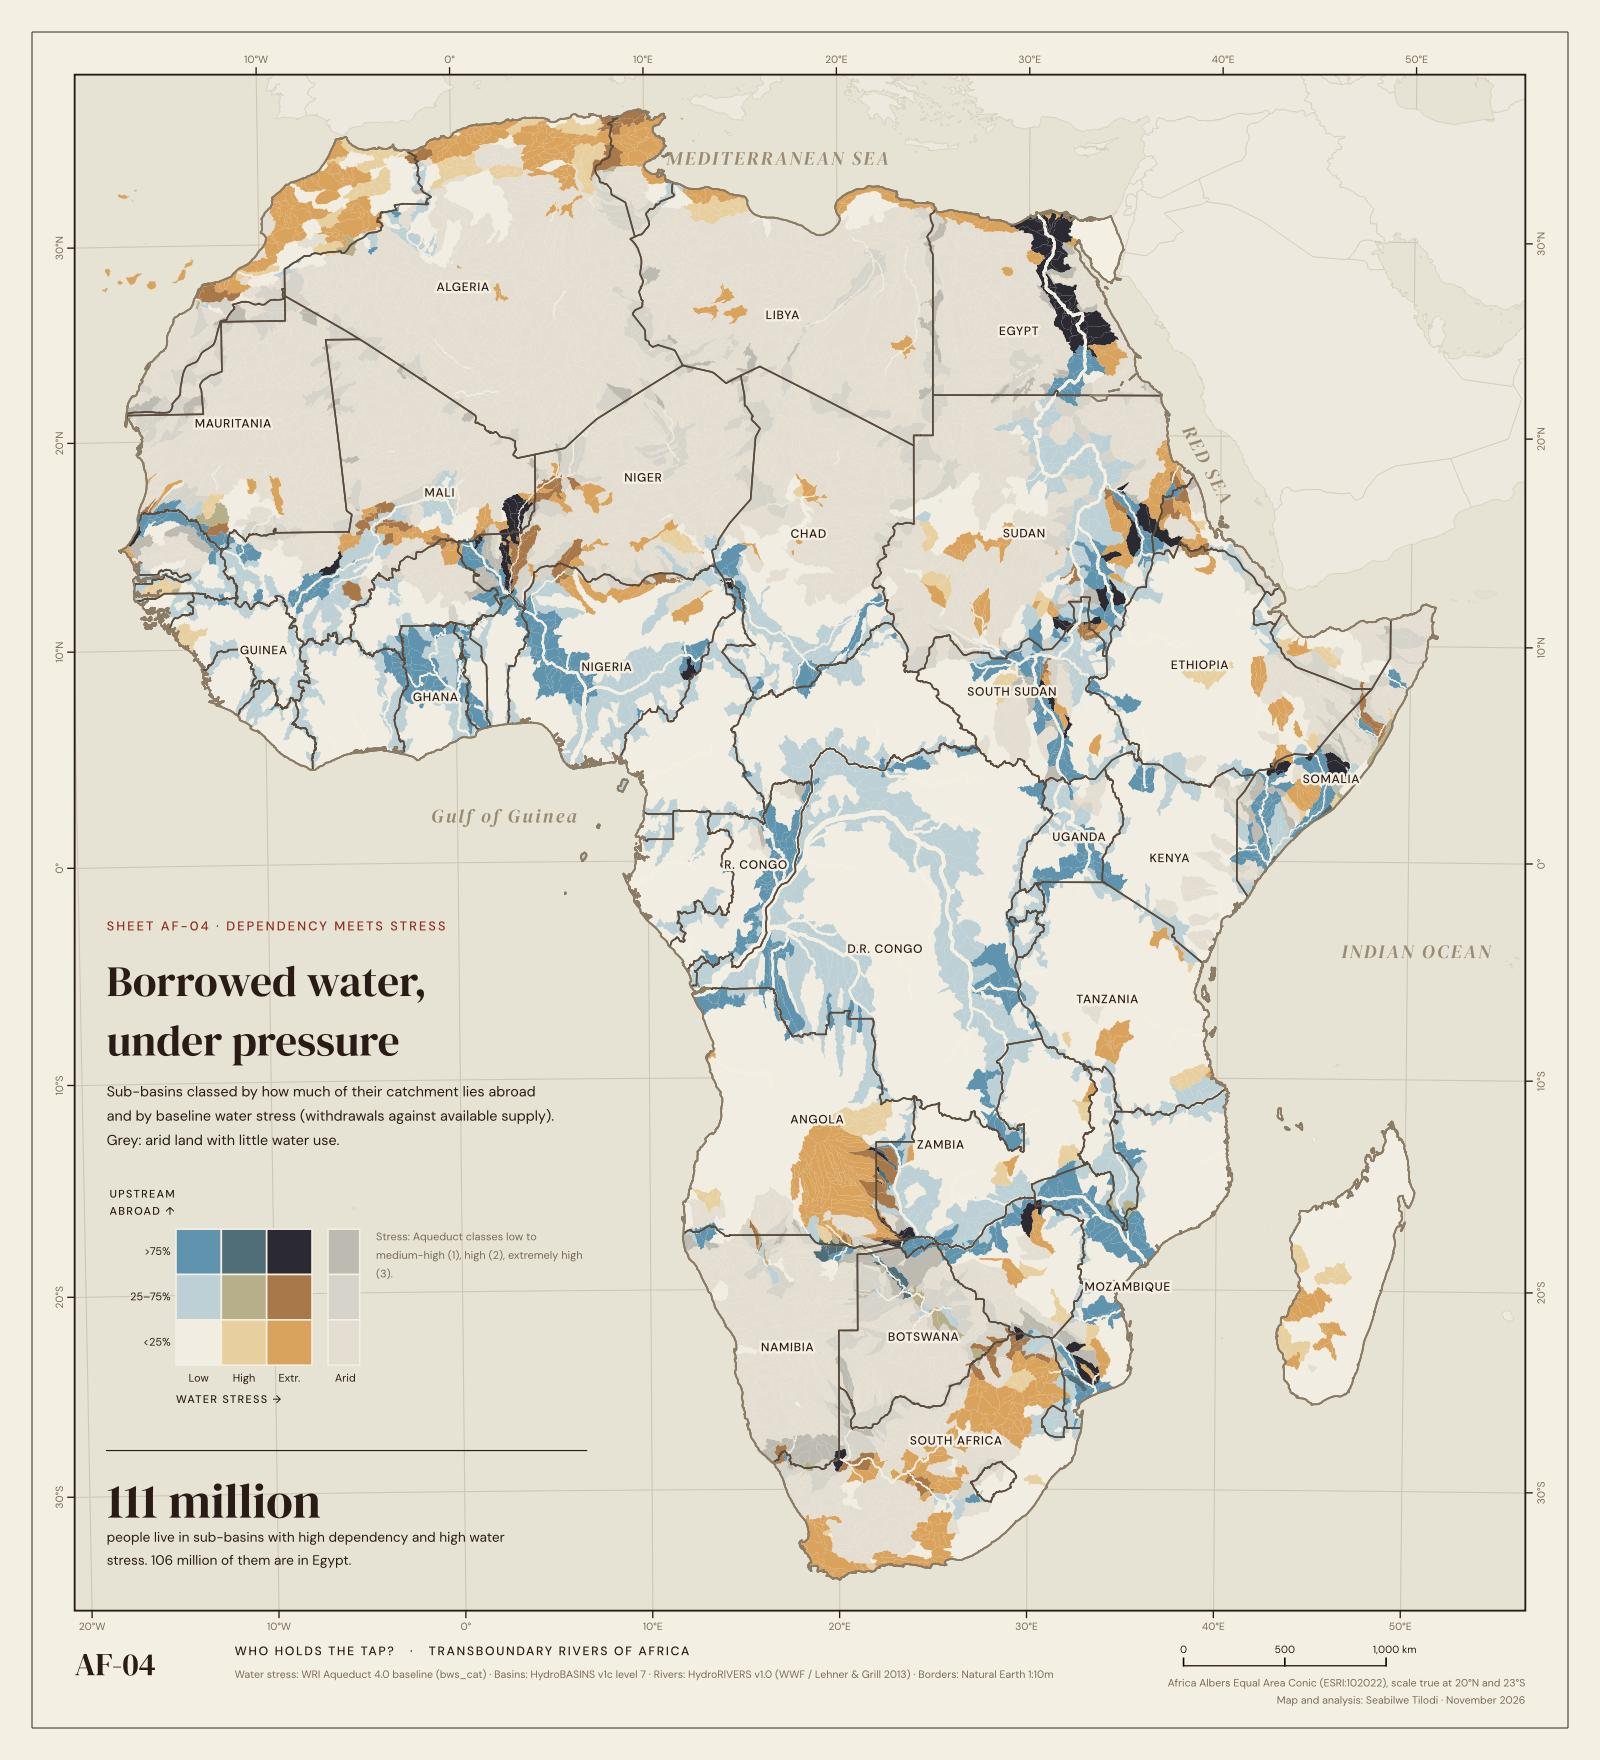 10°W 0° 10°E 20°E 30°E 40°E 50°E
MEDITERRANEAN SEA
30°N 30°N
ALGERIA
LIBYA
EGYPT
MAURITANIA
20°N 20°N
RED SEA
NIGER
MALI
CHAD
SUDAN
10°N 10°N
GUINEA
NIGERIA
ETHIOPIA
GHANA
SOUTH SUDAN
SOMALIA
Gulf of Guinea
UGANDA
KENYA
R. CONGO
0° 0°
D.R. CONGO
INDIAN OCEAN
TANZANIA
SHEET AF-04 · DEPENDENCY MEETS STRESS
Borrowed water,
under pressure
Sub-basins classed by how much of their catchment lies abroad
and by baseline water stress (withdrawals against available supply).
Grey: arid land with little water use.
10°S 10°S
ANGOLA
ZAMBIA
UPSTREAM
ABROAD ↑
>75%
25–75%
<25%
Low High Extr. Arid
WATER STRESS →
Stress: Aqueduct classes low to
medium-high (1), high (2), extremely high
(3).
20°S 20°S
MOZAMBIQUE
BOTSWANA
NAMIBIA
SOUTH AFRICA
30°S 30°S
111 million
people live in sub-basins with high dependency and high water
stress. 106 million of them are in Egypt.
20°W 10°W 0° 10°E 20°E 30°E 40°E 50°E
AF-04
WHO HOLDS THE TAP? · TRANSBOUNDARY RIVERS OF AFRICA
Water stress: WRI Aqueduct 4.0 baseline (bws_cat) · Basins: HydroBASINS v1c level 7 · Rivers: HydroRIVERS v1.0 (WWF / Lehner & Grill 2013) · Borders: Natural Earth 1:10m
0 500 1,000 km
Africa Albers Equal Area Conic (ESRI:102022), scale true at 20°N and 23°S
Map and analysis: Seabilwe Tilodi · November 2026